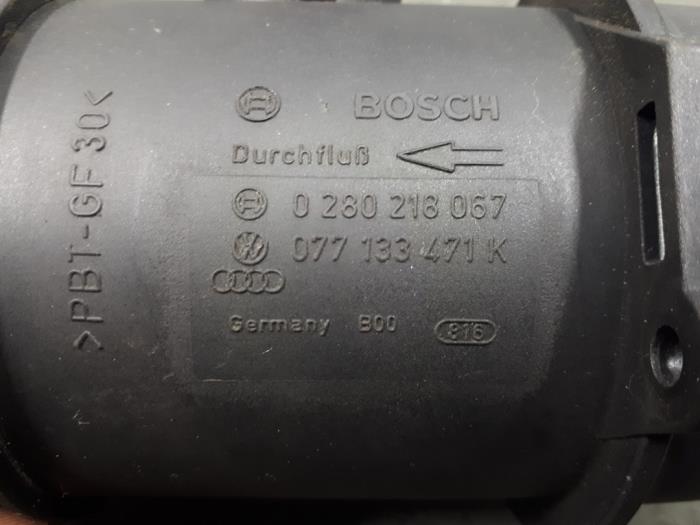 BOSCH
Durchfluß
0 280 218 067
077 133 471 K
Germany B00 816
>PBT-GF30<